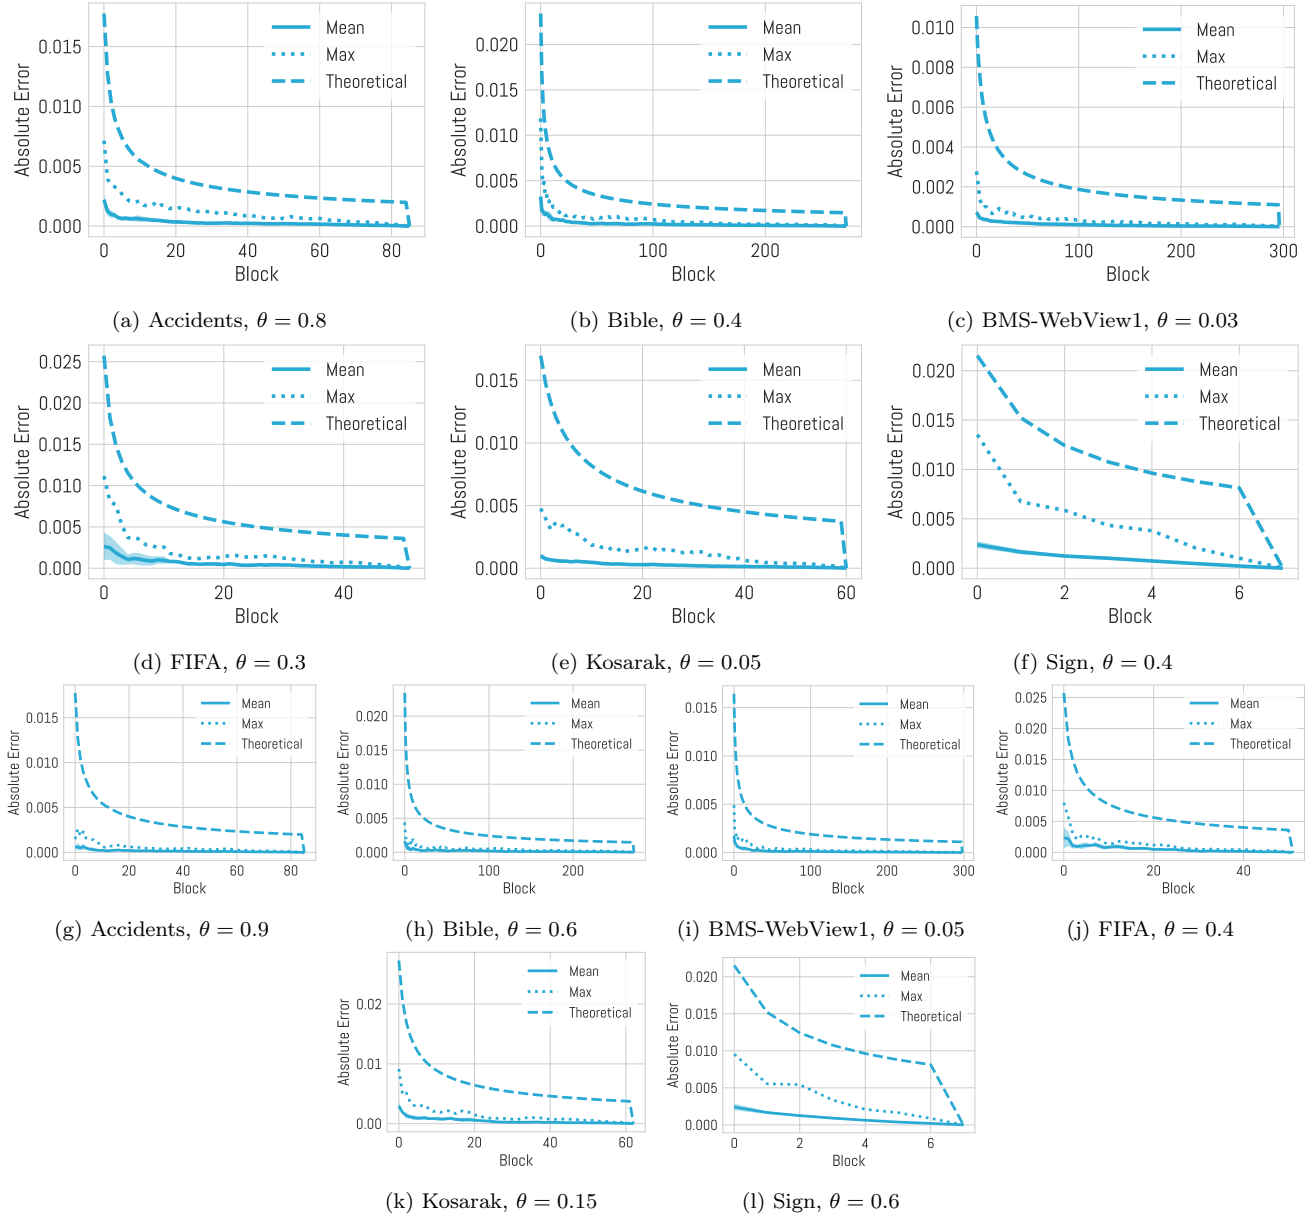 Absolute Error
0.015
0.010
0.005
0.000
Mean
Max
Theoretical
0 20 40 60 80
Block
(a) Accidents, θ = 0.8
Absolute Error
0.020
0.015
0.010
0.005
0.000
Mean
Max
Theoretical
0 100 200
Block
(b) Bible, θ = 0.4
Absolute Error
0.010
0.008
0.006
0.004
0.002
0.000
Mean
Max
Theoretical
0 100 200 300
Block
(c) BMS-WebView1, θ = 0.03
Absolute Error
0.025
0.020
0.015
0.010
0.005
0.000
Mean
Max
Theoretical
0 20 40
Block
(d) FIFA, θ = 0.3
Absolute Error
0.015
0.010
0.005
0.000
Mean
Max
Theoretical
0 20 40 60
Block
(e) Kosarak, θ = 0.05
Absolute Error
0.020
0.015
0.010
0.005
0.000
Mean
Max
Theoretical
0 2 4 6
Block
(f) Sign, θ = 0.4
Absolute Error
0.015
0.010
0.005
0.000
Mean
Max
Theoretical
0 20 40 60 80
Block
(g) Accidents, θ = 0.9
Absolute Error
0.020
0.015
0.010
0.005
0.000
Mean
Max
Theoretical
0 100 200
Block
(h) Bible, θ = 0.6
Absolute Error
0.015
0.010
0.005
0.000
Mean
Max
Theoretical
0 100 200 300
Block
(i) BMS-WebView1, θ = 0.05
Absolute Error
0.025
0.020
0.015
0.010
0.005
0.000
Mean
Max
Theoretical
0 20 40
Block
(j) FIFA, θ = 0.4
Absolute Error
0.02
0.01
0.00
Mean
Max
Theoretical
0 20 40 60
Block
(k) Kosarak, θ = 0.15
Absolute Error
0.020
0.015
0.010
0.005
0.000
Mean
Max
Theoretical
0 2 4 6
Block
(l) Sign, θ = 0.6